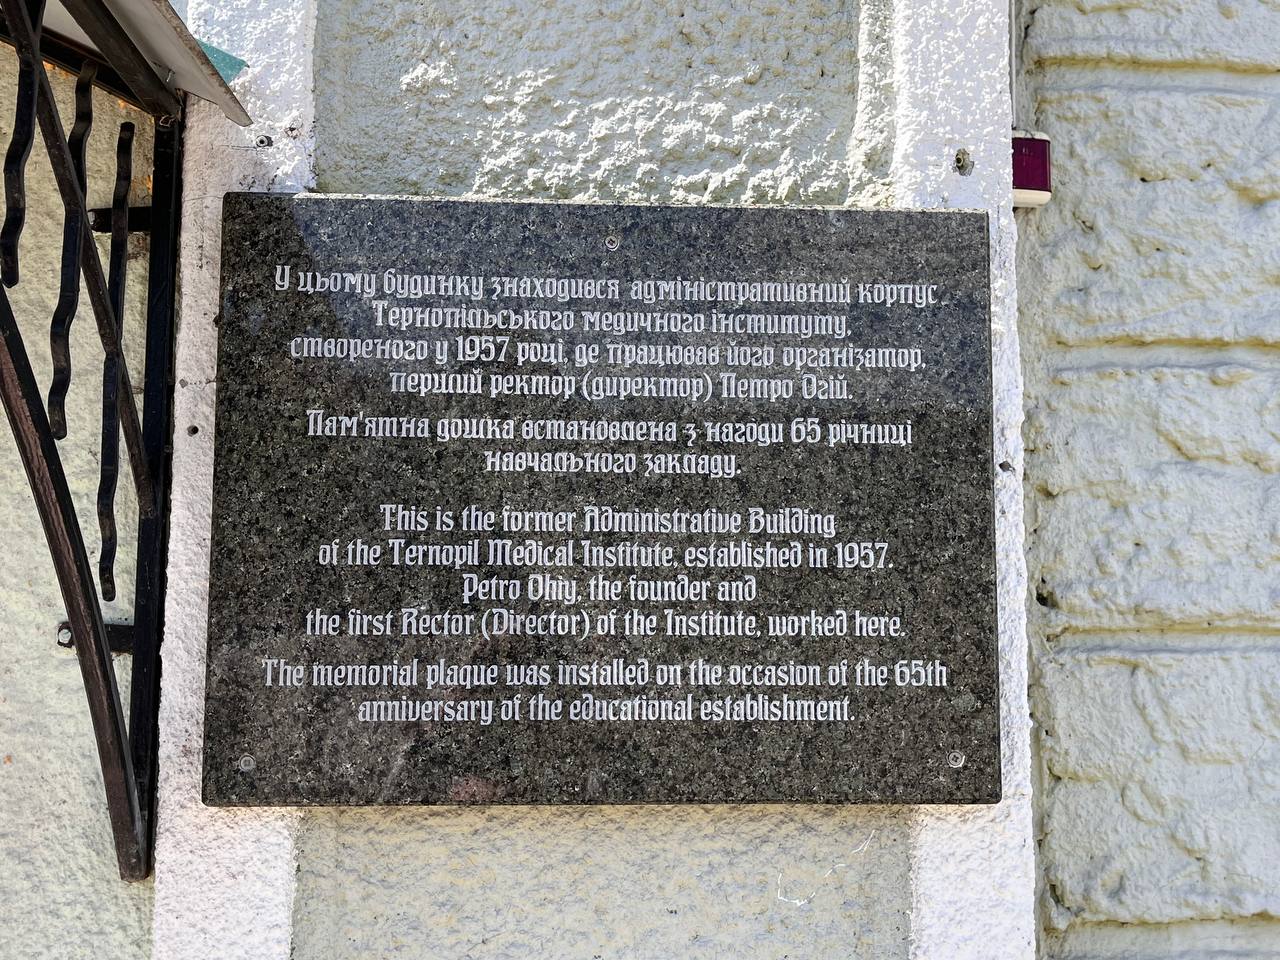 У цьому будинку знаходився адміністративний корпус
Тернопільського медичного інституту,
створеного у 1957 році, де працював його організатор,
перший ректор (директор) Петро Огій.
Пам'ятна дошка встановлена з нагоди 65 річниці
навчального закладу.
This is the former Administrative Building
of the Ternopil Medical Institute, established in 1957.
Petro Ohiy, the founder and
the first Rector (Director) of the Institute, worked here.
The memorial plaque was installed on the occasion of the 65th
anniversary of the educational establishment.